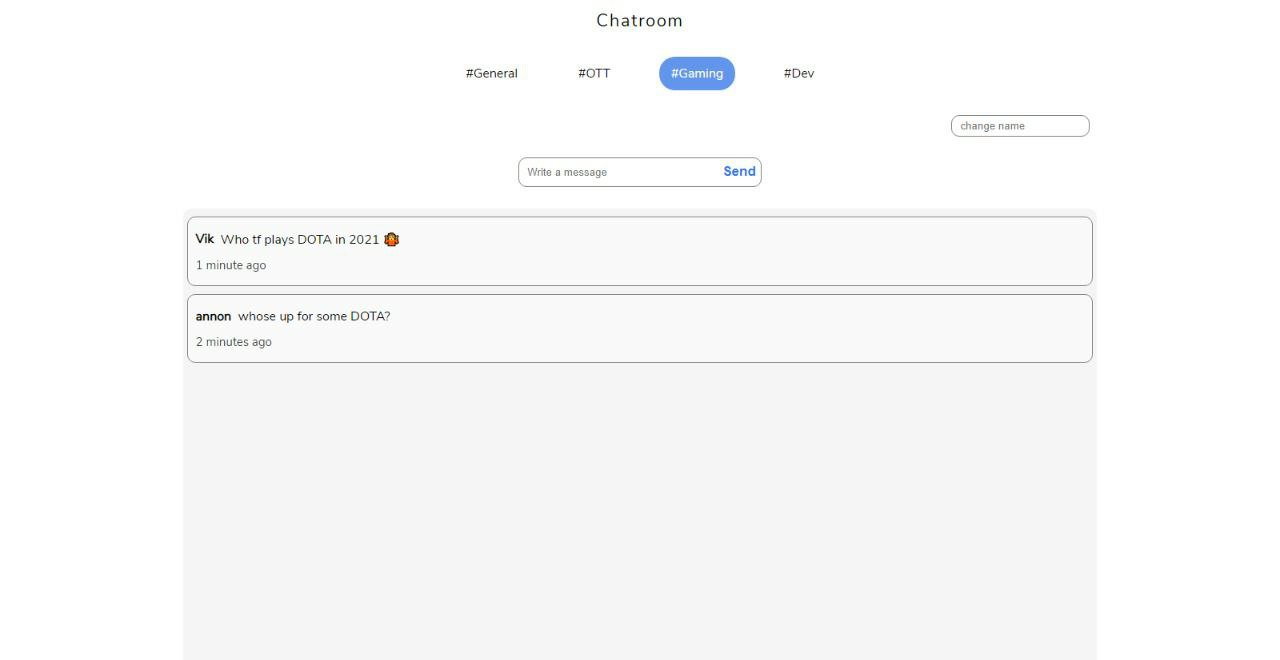 Chatroom
#General #OTT #Gaming #Dev
change name
Write a message Send
Vik Who tf plays DOTA in 2021 🤷
1 minute ago
annon whose up for some DOTA?
2 minutes ago